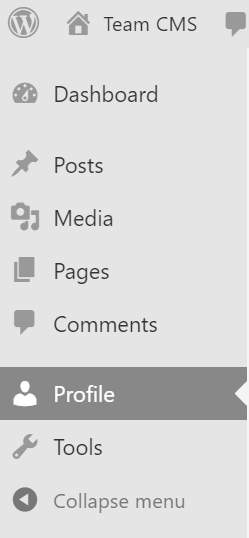 Team CMS
Dashboard
Posts
Media
Pages
Comments
Profile
Tools
Collapse menu